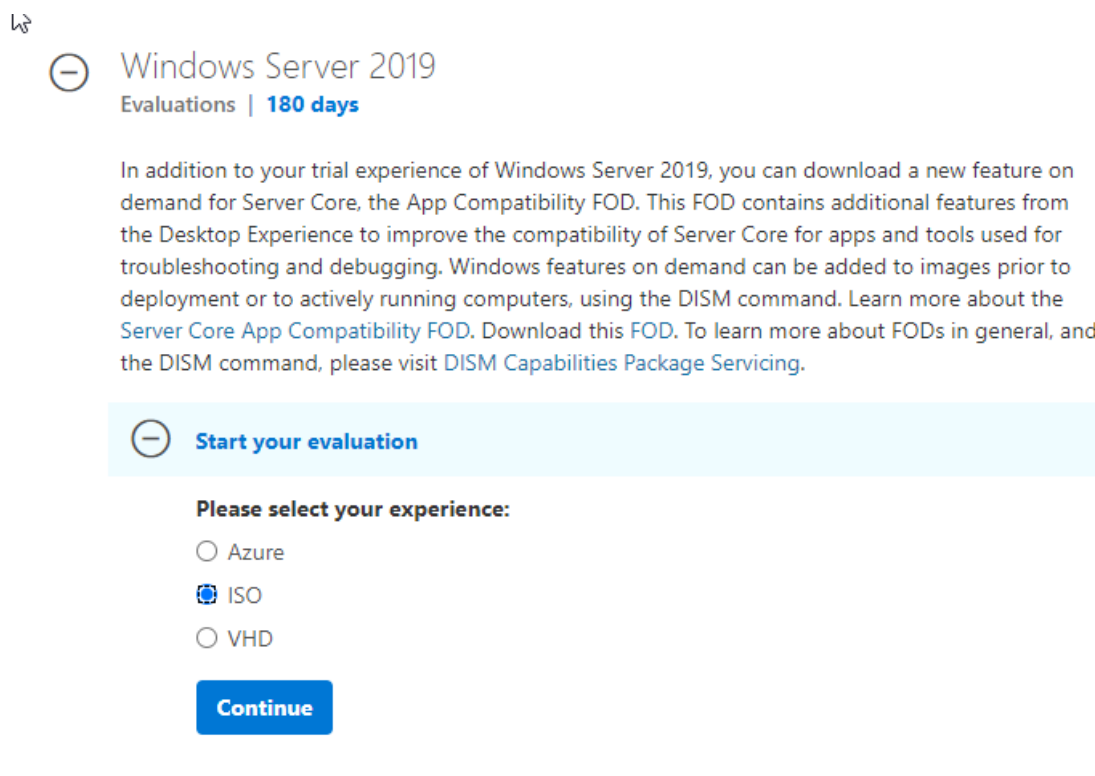 Windows Server 2019
Evaluations | 180 days
In addition to your trial experience of Windows Server 2019, you can download a new feature on
demand for Server Core, the App Compatibility FOD. This FOD contains additional features from
the Desktop Experience to improve the compatibility of Server Core for apps and tools used for
troubleshooting and debugging. Windows features on demand can be added to images prior to
deployment or to actively running computers, using the DISM command. Learn more about the
Server Core App Compatibility FOD. Download this FOD. To learn more about FODs in general, and
the DISM command, please visit DISM Capabilities Package Servicing.
Start your evaluation
Please select your experience:
Azure
ISO
VHD
Continue